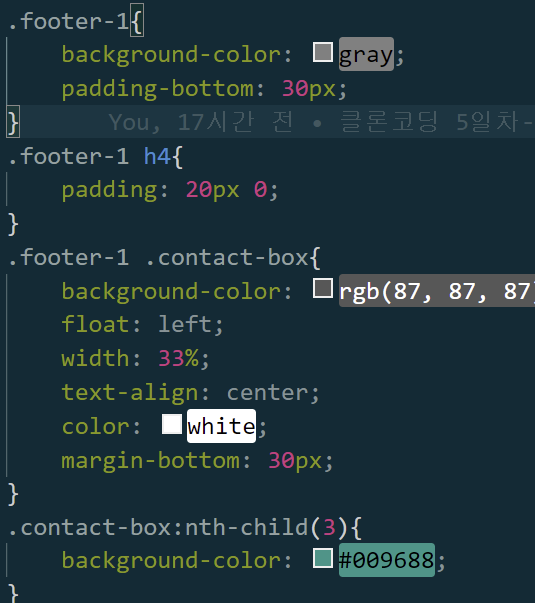 .footer-1{
background-color: gray;
padding-bottom: 30px;
} You, 17시간 전 • 클론코딩 5일차-
.footer-1 h4{
padding: 20px 0;
}
.footer-1 .contact-box{
background-color: rgb(87, 87, 87)
float: left;
width: 33%;
text-align: center;
color: white;
margin-bottom: 30px;
}
.contact-box:nth-child(3){
background-color: #009688;
}